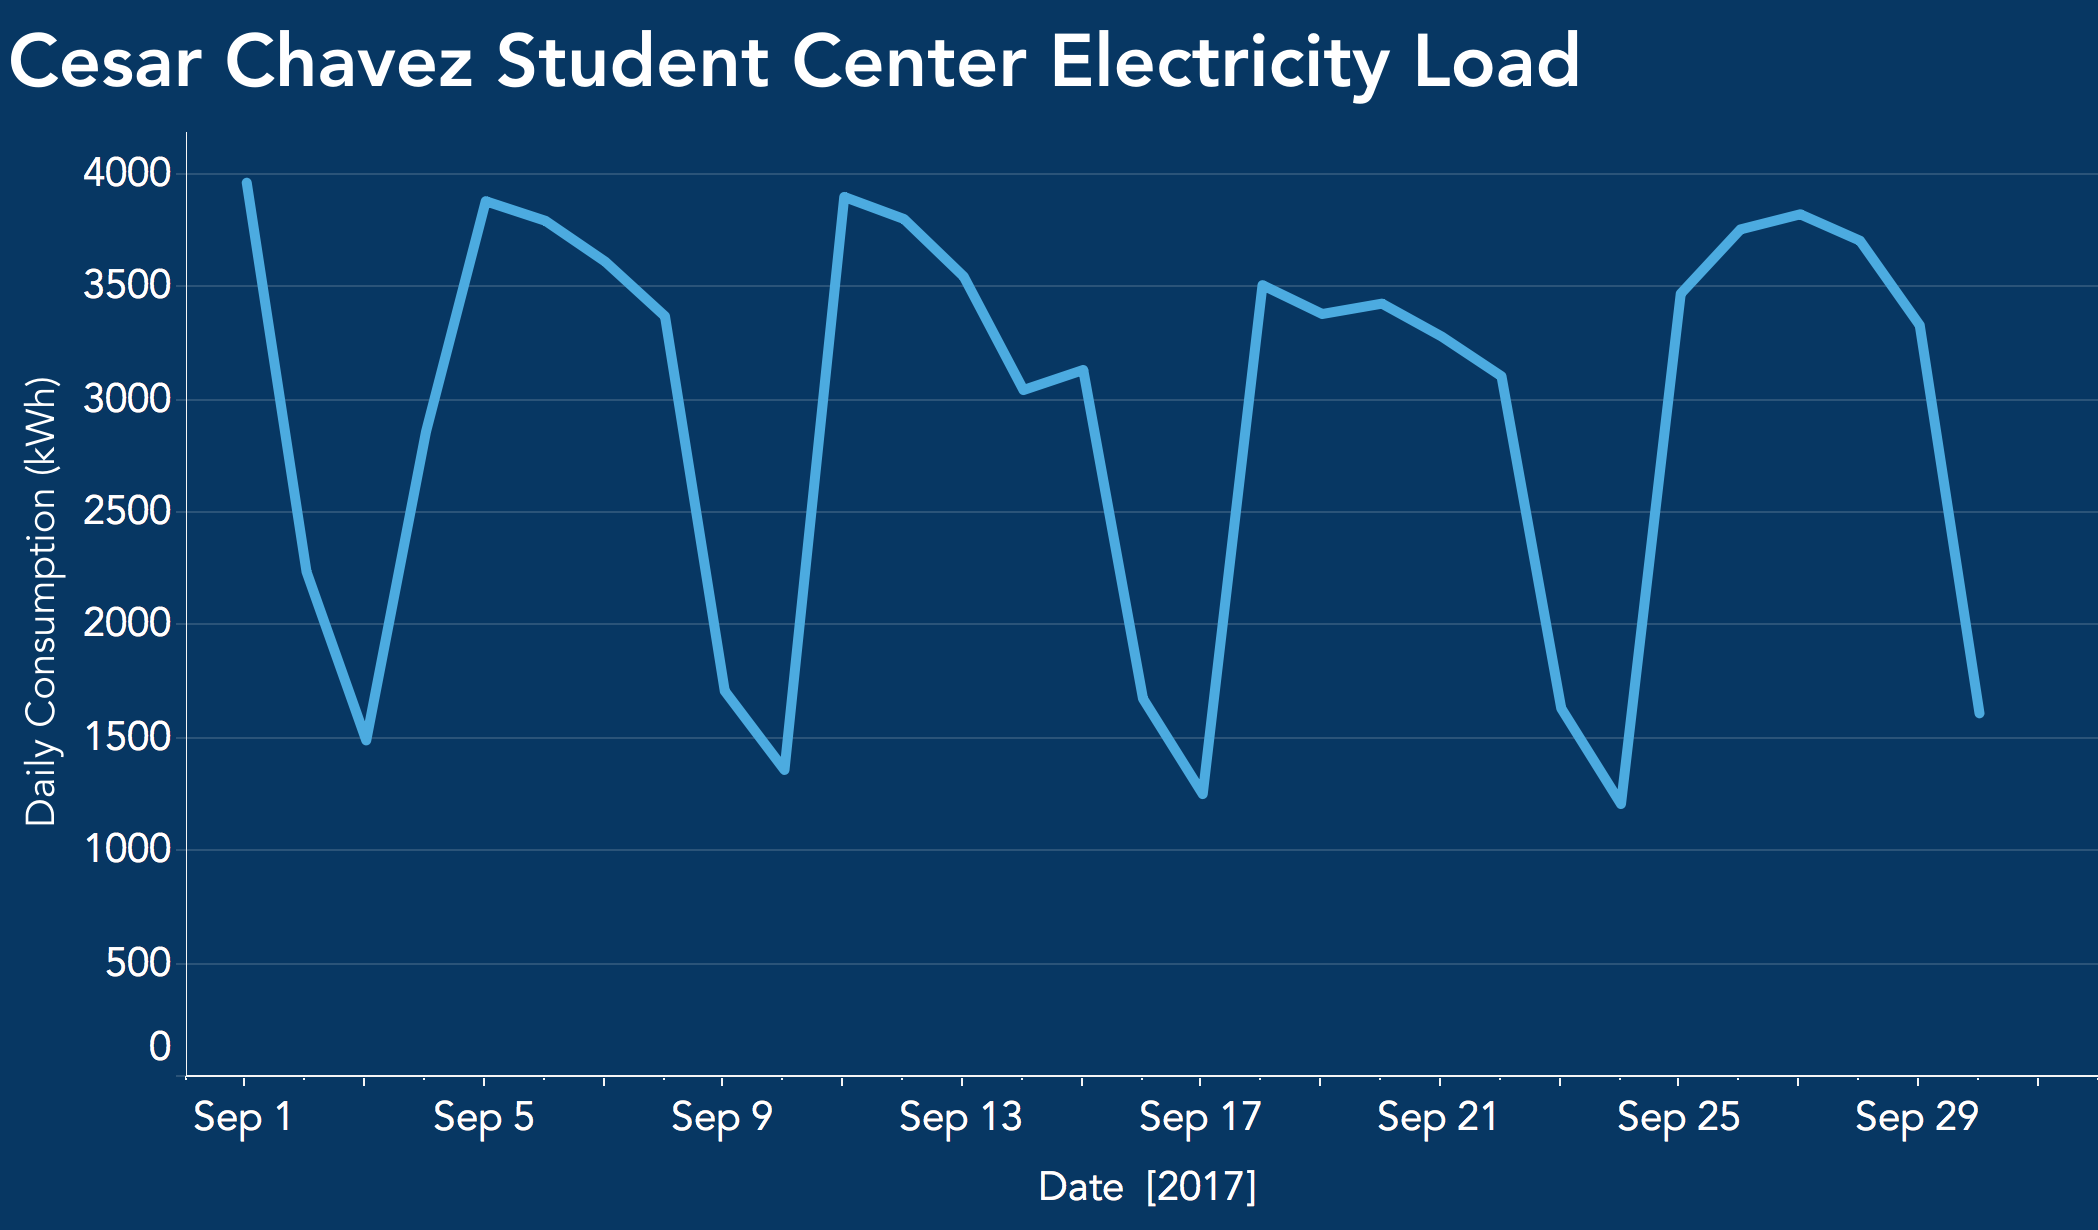 Cesar Chavez Student Center Electricity Load
4000
3500
3000
2500
2000
1500
1000
500
0
Daily Consumption (kWh)
Sep 1 Sep 5 Sep 9 Sep 13 Sep 17 Sep 21 Sep 25 Sep 29
Date [2017]